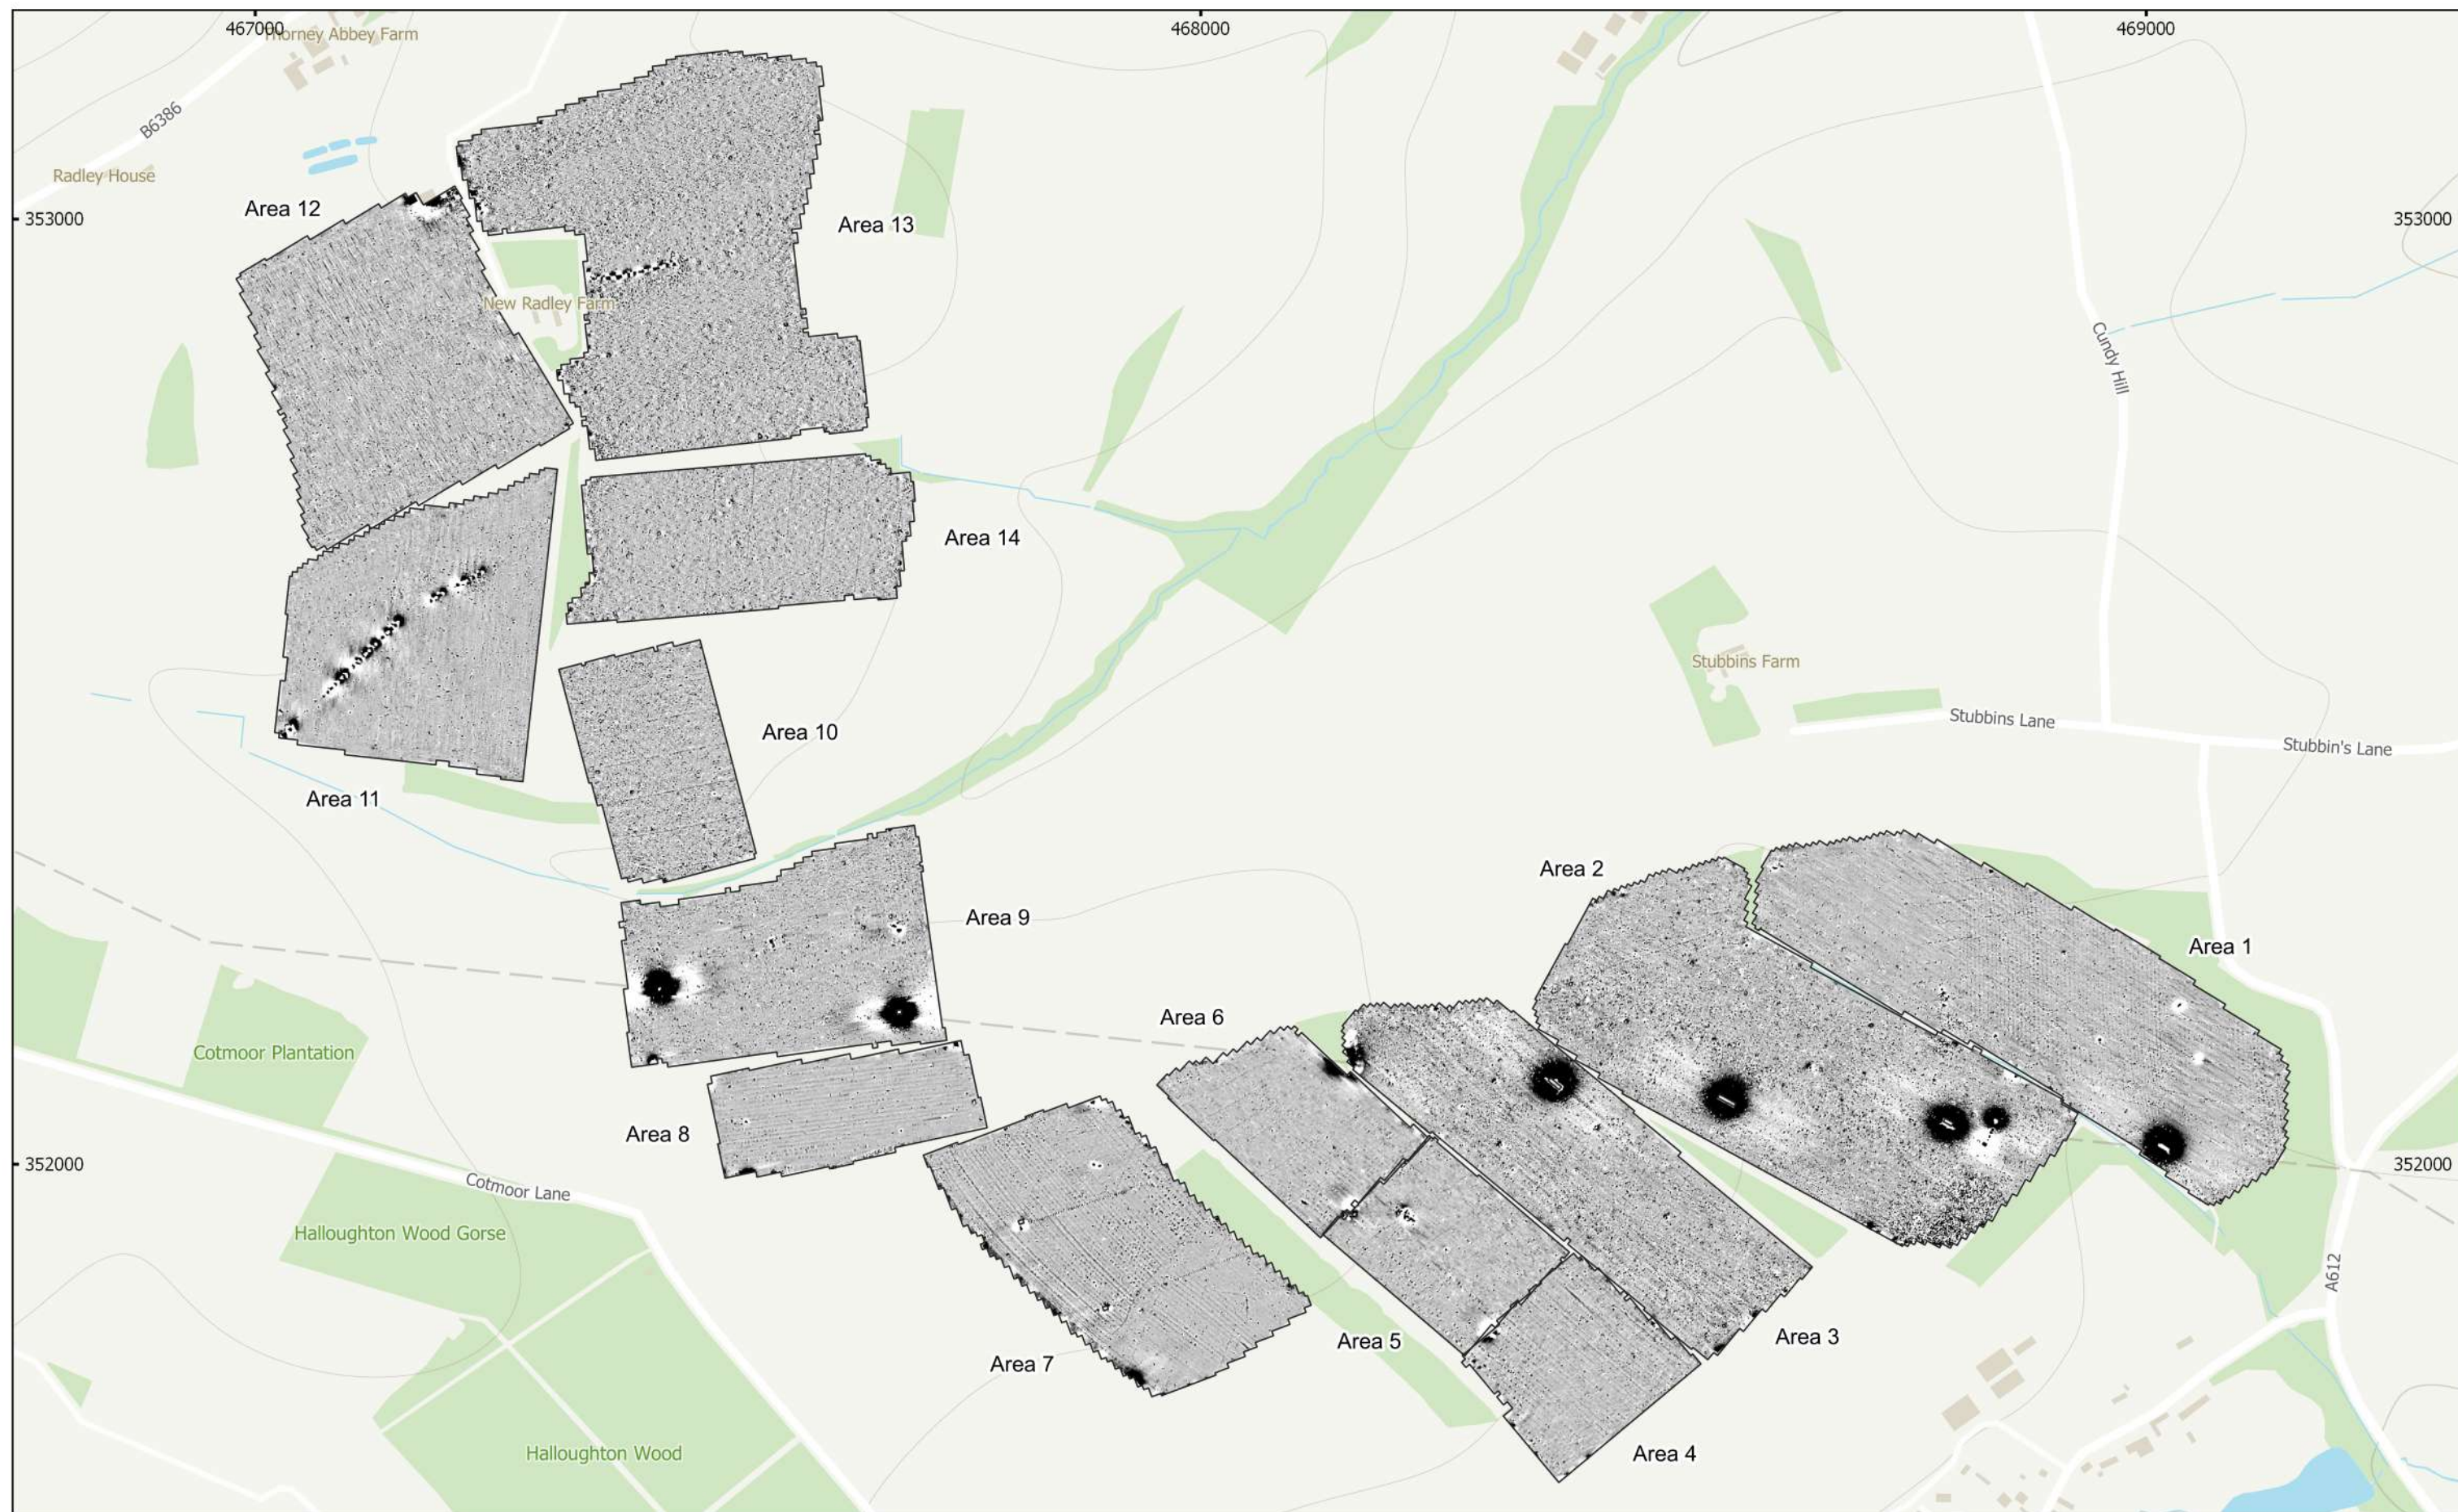 467000
468000
469000
Thorney Abbey Farm
B6386
Radley House
Area 12
353000
Area 13
353000
New Radley Farm
Cundy Hill
Area 14
Stubbins Farm
Stubbins Lane
Area 10
Stubbin's Lane
Area 11
Area 2
Area 9
Area 1
Area 6
Cotmoor Plantation
Area 8
352000
352000
Cotmoor Lane
Halloughton Wood Gorse
A612
Area 5
Area 3
Area 7
Halloughton Wood
Area 4